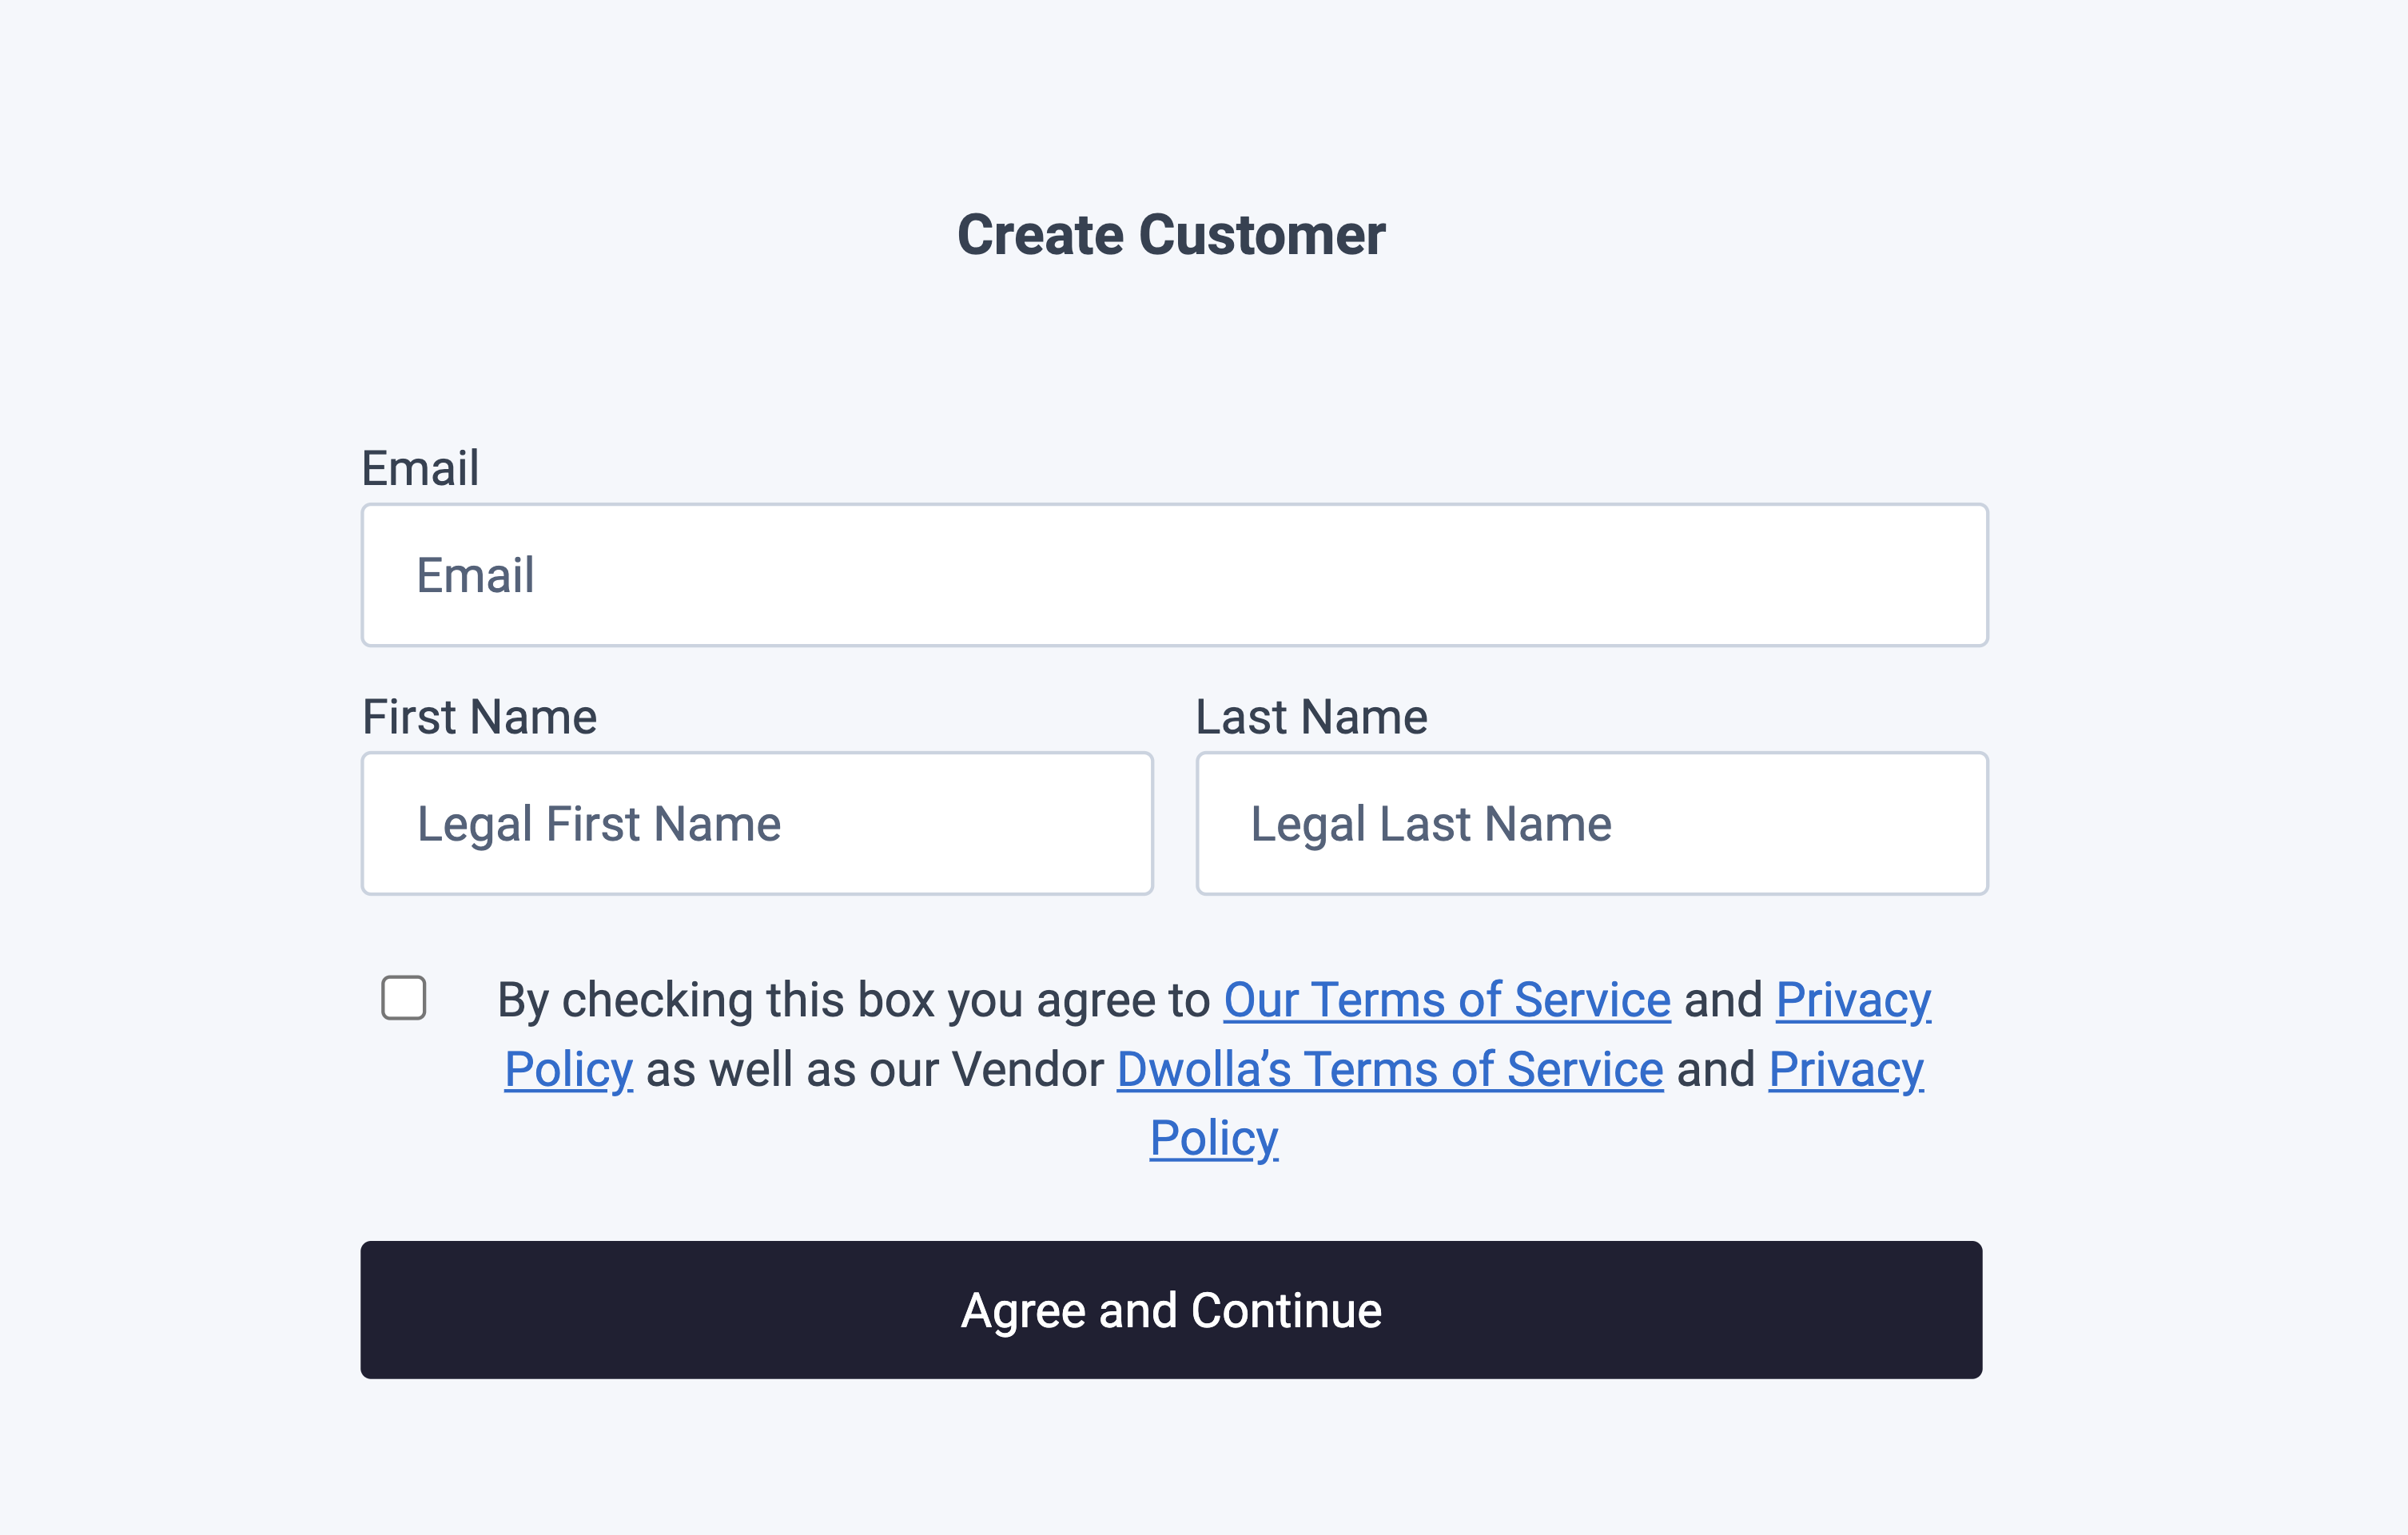 Create Customer
Email
Email
First Name
Last Name
Legal First Name
Legal Last Name
By checking this box you agree to Our Terms of Service and Privacy
Policy as well as our Vendor Dwolla’s Terms of Service and Privacy
Policy
Agree and Continue